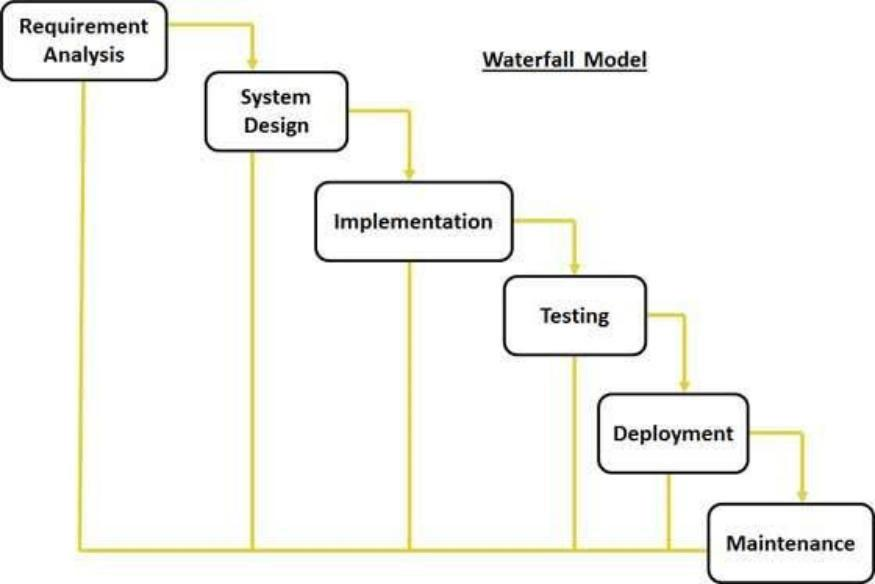 Requirement
Analysis
Waterfall Model
System
Design
Implementation
Testing
Deployment
Maintenance